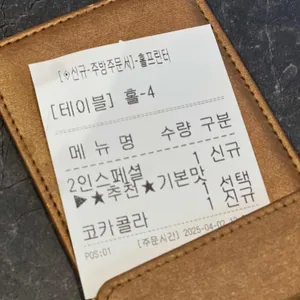 [⊙신규-주방주문서]-홀프린터
[테이블] 홀-4
메뉴명 수량 구분
2인스페셜 1 신규
▶★추천★기본맛 1 선택
코카콜라 1 신규
POS:01 [주문시간] 2025-04-0